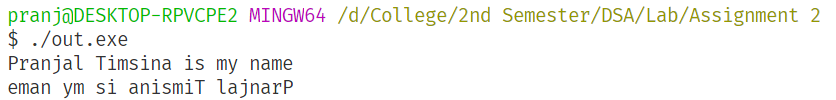 pranj@DESKTOP-RPVCPE2 MINGW64 /d/College/2nd Semester/DSA/Lab/Assignment 2
$ ./out.exe
Pranjal Timsina is my name
eman ym si anismiT lajnarP